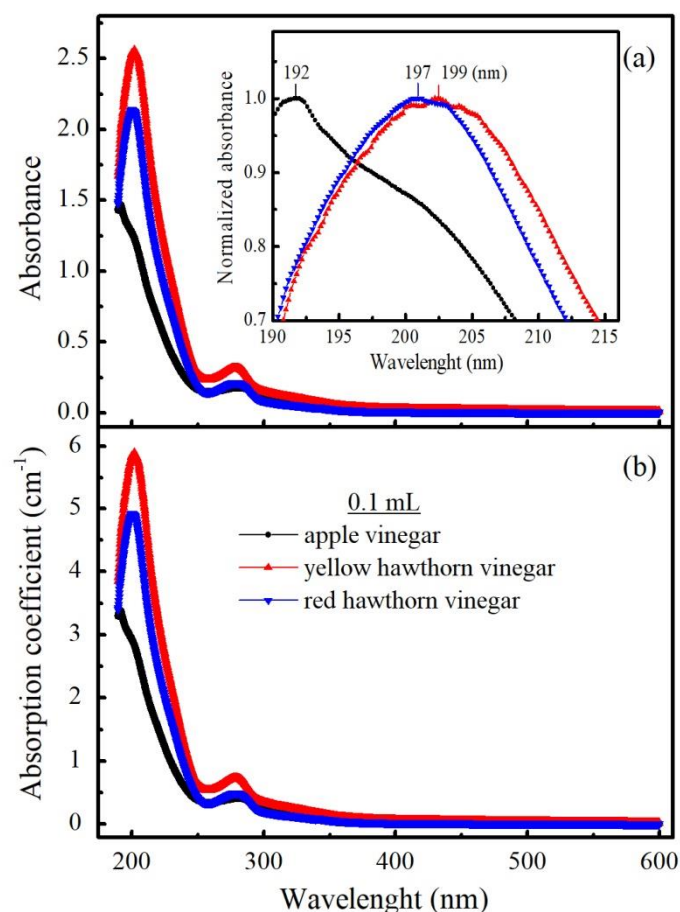 (a)
Absorbance
2.5
2.0
1.5
1.0
0.5
0.0
Normalized absorbance
1.0
0.9
0.8
0.7
192
197
199 (nm)
190 195 200 205 210 215
Wavelenght (nm)
(b)
Absorption coefficient (cm⁻¹)
6
5
4
3
2
1
0
0.1 mL
apple vinegar
yellow hawthorn vinegar
red hawthorn vinegar
200 300 400 500 600
Wavelenght (nm)